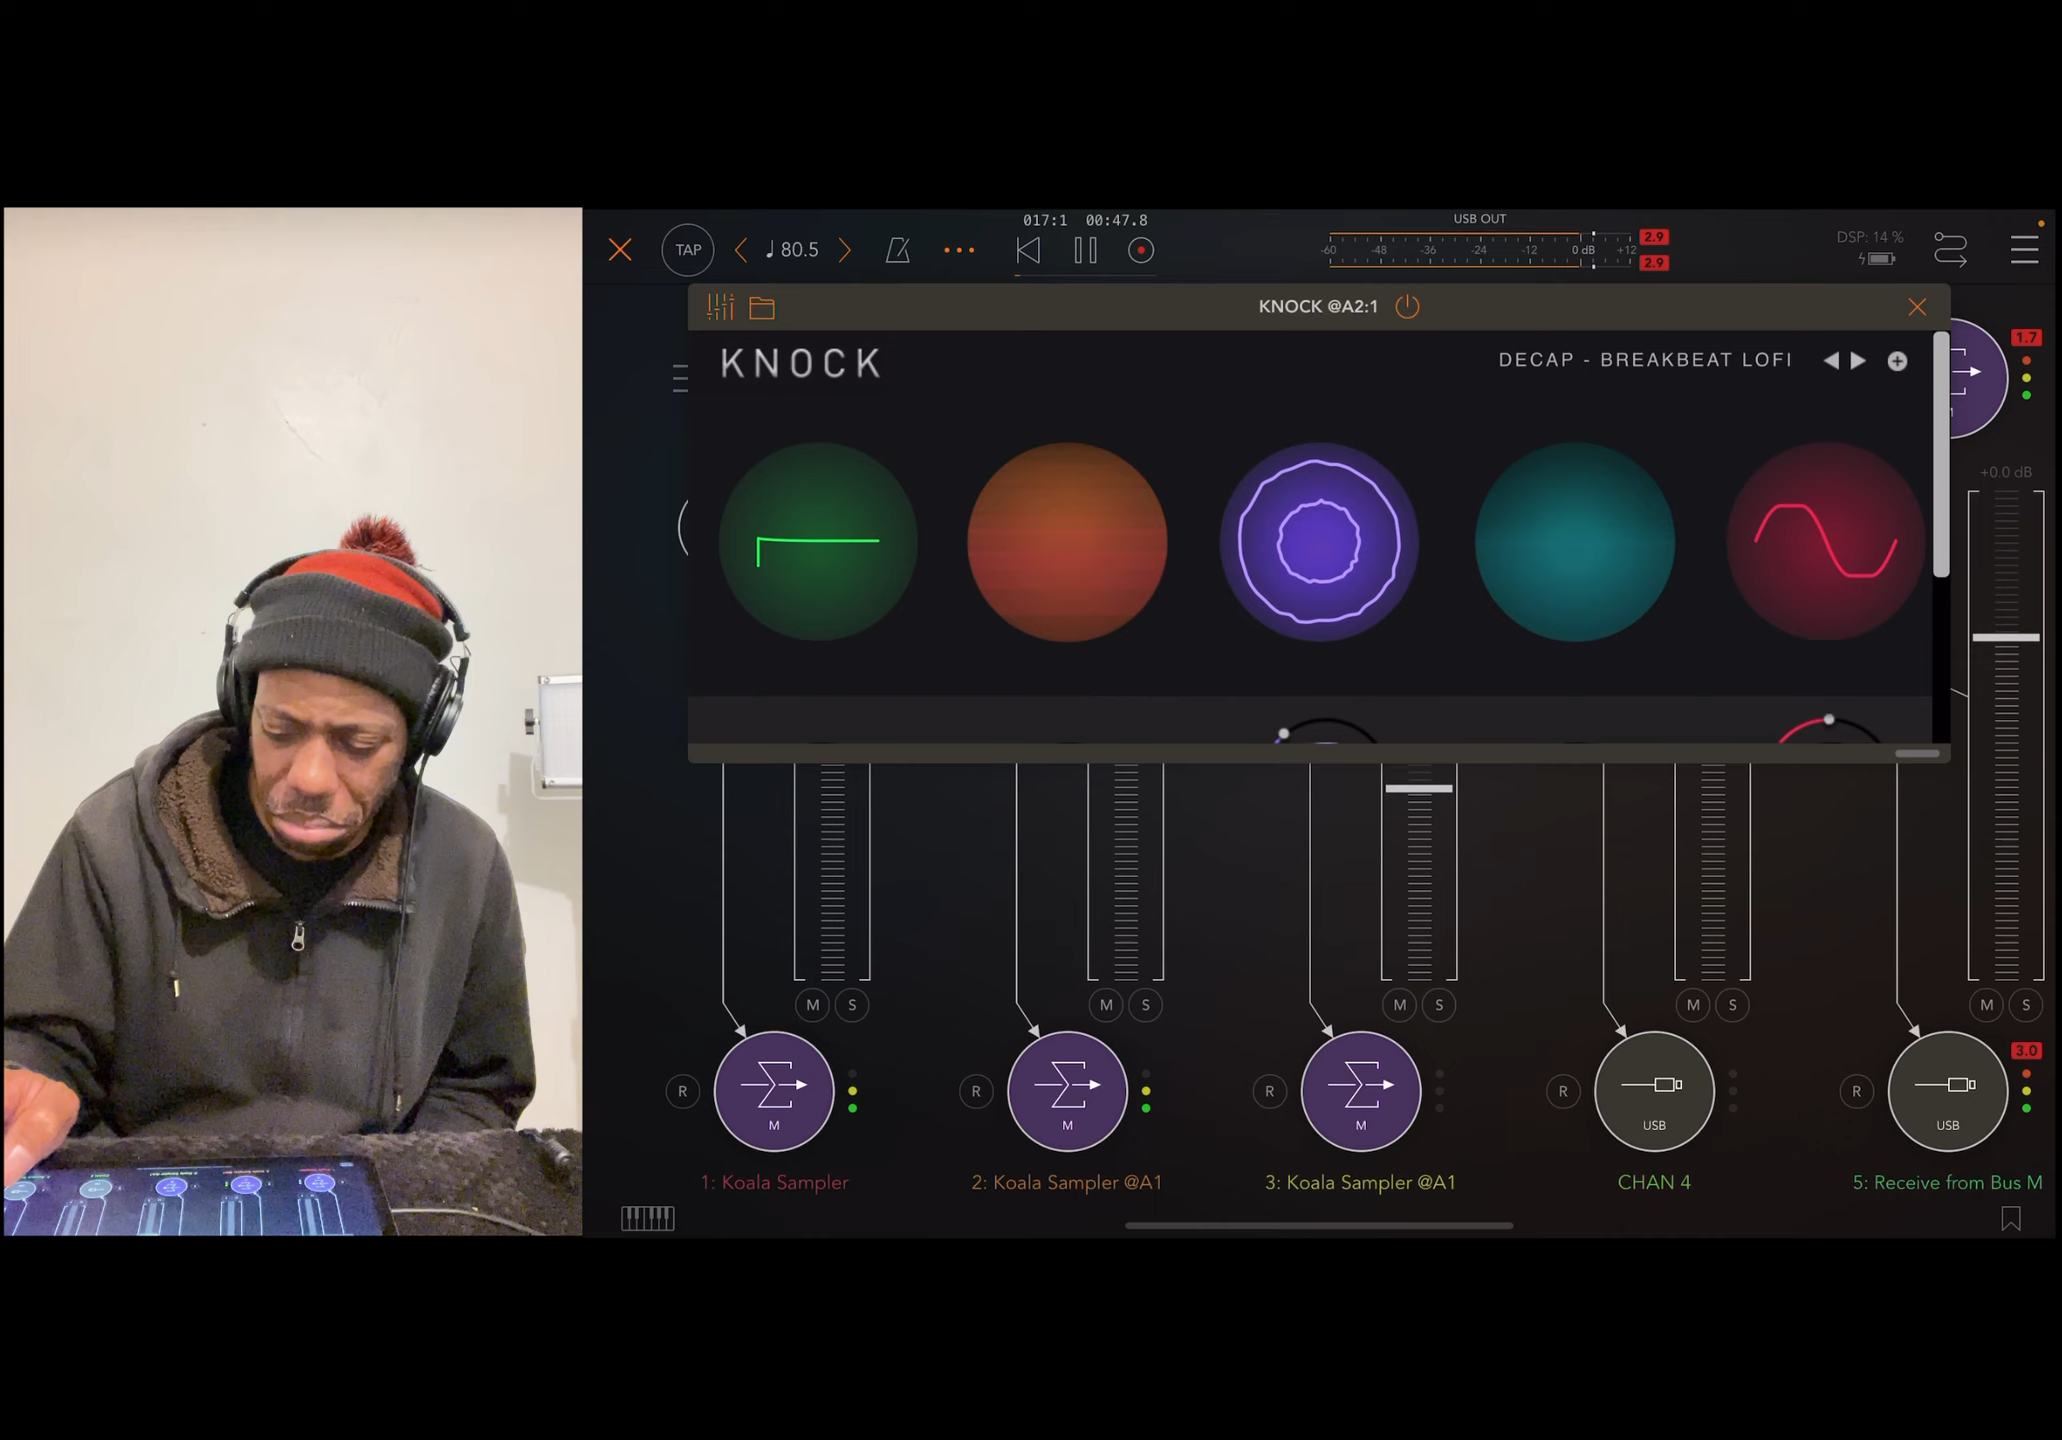 017:1 00:47.8
USB OUT
TAP
80.5
-60 -48 -36 -24 -12 0 dB +12
2.9
2.9
DSP: 14 %
KNOCK @A2:1
KNOCK
DECAP - BREAKBEAT LOFI
1.7
+0.0 dB
M S M S M S M S M S
3.0
R M R M R M R USB R USB
1: Koala Sampler
2: Koala Sampler @A1
3: Koala Sampler @A1
CHAN 4
5: Receive from Bus M